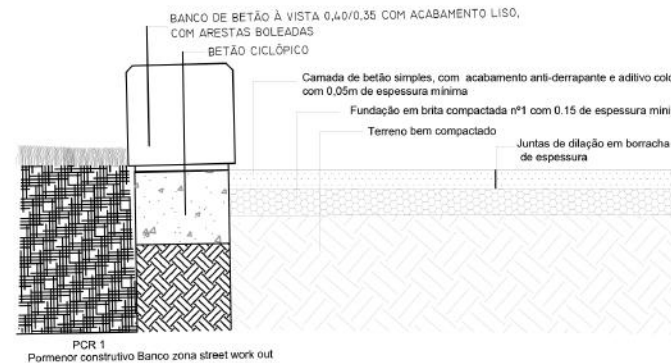 BANCO DE BETÃO À VISTA 0,40/0.35 COM ACABAMENTO LISO,
COM ARESTAS BOLEADAS
BETÃO CICLÓPICO
Camada de betão simples, com acabamento anti-derrapante e aditivo
com 0,05m de espessura mínima
Fundação em brita compactada nº1 com 0.15 de espessura
Terreno bem compactado
Juntas de dilação em borracha
de espessura
PCR 1
Pormenor construtivo Banco zona street work out